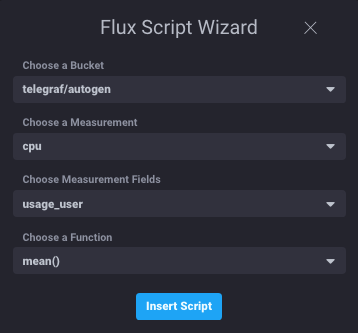 Flux Script Wizard
Choose a Bucket
telegraf/autogen
Choose a Measurement
cpu
Choose Measurement Fields
usage_user
Choose a Function
mean()
Insert Script